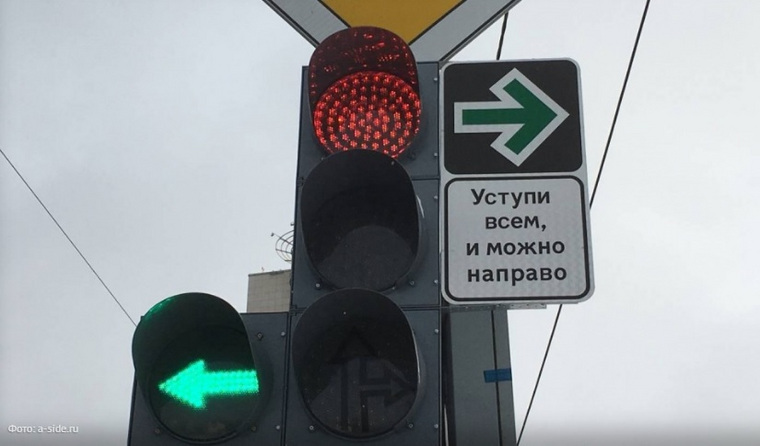 Уступи
всем,
и можно
направо
Фото: a-side.ru